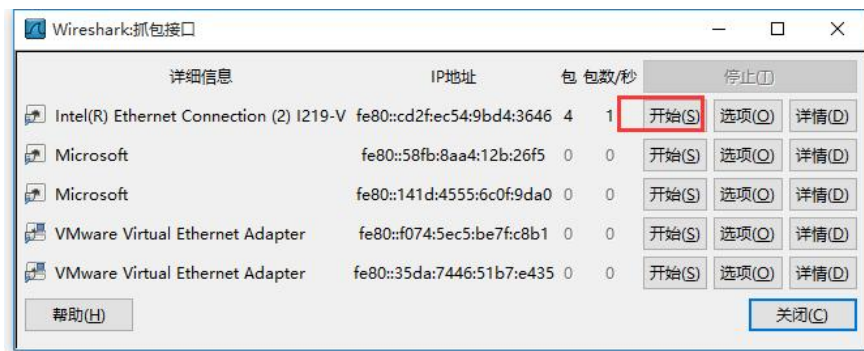 Wireshark:抓包接口
详细信息 IP地址 包 包数/秒 停止(T)
Intel(R) Ethernet Connection (2) I219-V fe80::cd2f:ec54:9bd4:3646 4 1 开始(S) 选项(O) 详情(D)
Microsoft fe80::58fb:8aa4:12b:26f5 0 0 开始(S) 选项(O) 详情(D)
Microsoft fe80::141d:4555:6c0f:9da0 0 0 开始(S) 选项(O) 详情(D)
VMware Virtual Ethernet Adapter fe80::f074:5ec5:be7f:c8b1 0 0 开始(S) 选项(O) 详情(D)
VMware Virtual Ethernet Adapter fe80::35da:7446:51b7:e435 0 0 开始(S) 选项(O) 详情(D)
帮助(H) 关闭(C)